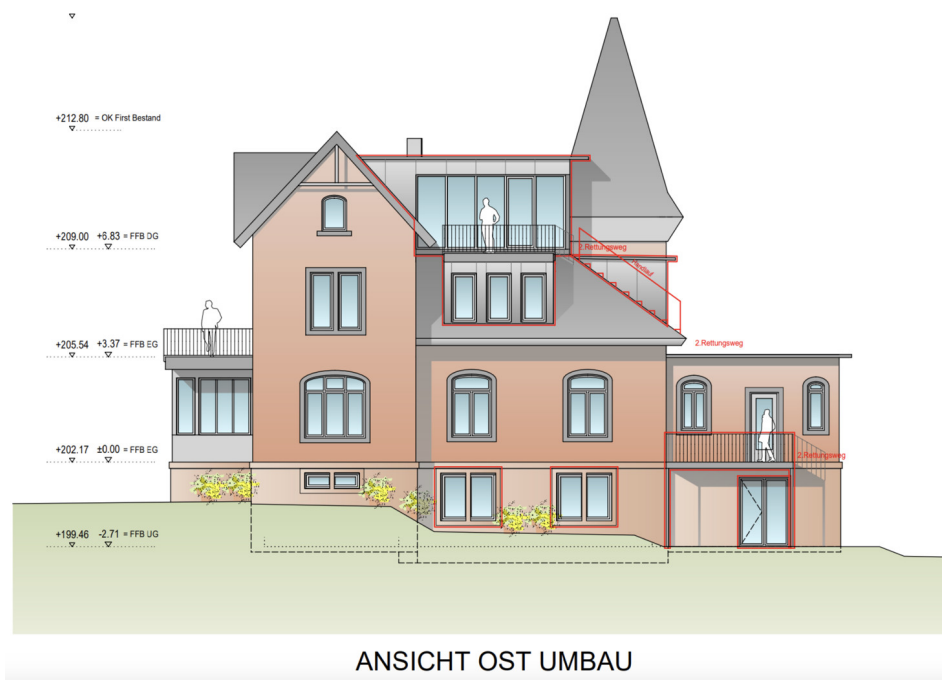 +212.80 = OK First Bestand
+209.00 +6.83 = FFB DG
2.Rettungsweg
Handlauf
+205.54 +3.37 = FFB EG
2.Rettungsweg
+202.17 ±0.00 = FFB EG
2.Rettungsweg
+199.46 -2.71 = FFB UG
ANSICHT OST UMBAU